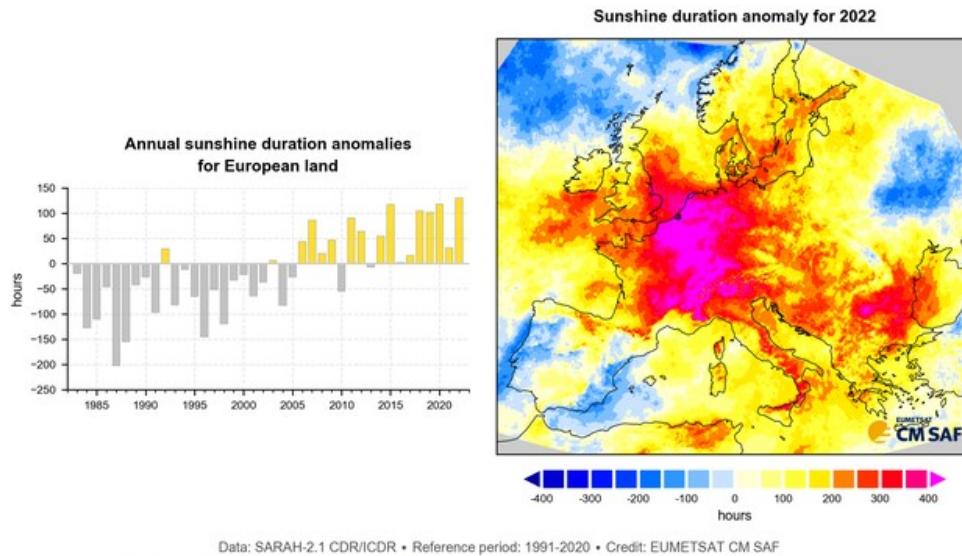 Sunshine duration anomaly for 2022
Annual sunshine duration anomalies
for European land
150
100
50
0
−50
−100
−150
−200
−250
hours
1985 1990 1995 2000 2005 2010 2015 2020
EUMETSAT
CM SAF
-400 -300 -200 -100 0 100 200 300 400
hours
Data: SARAH-2.1 CDR/ICDR • Reference period: 1991-2020 • Credit: EUMETSAT CM SAF